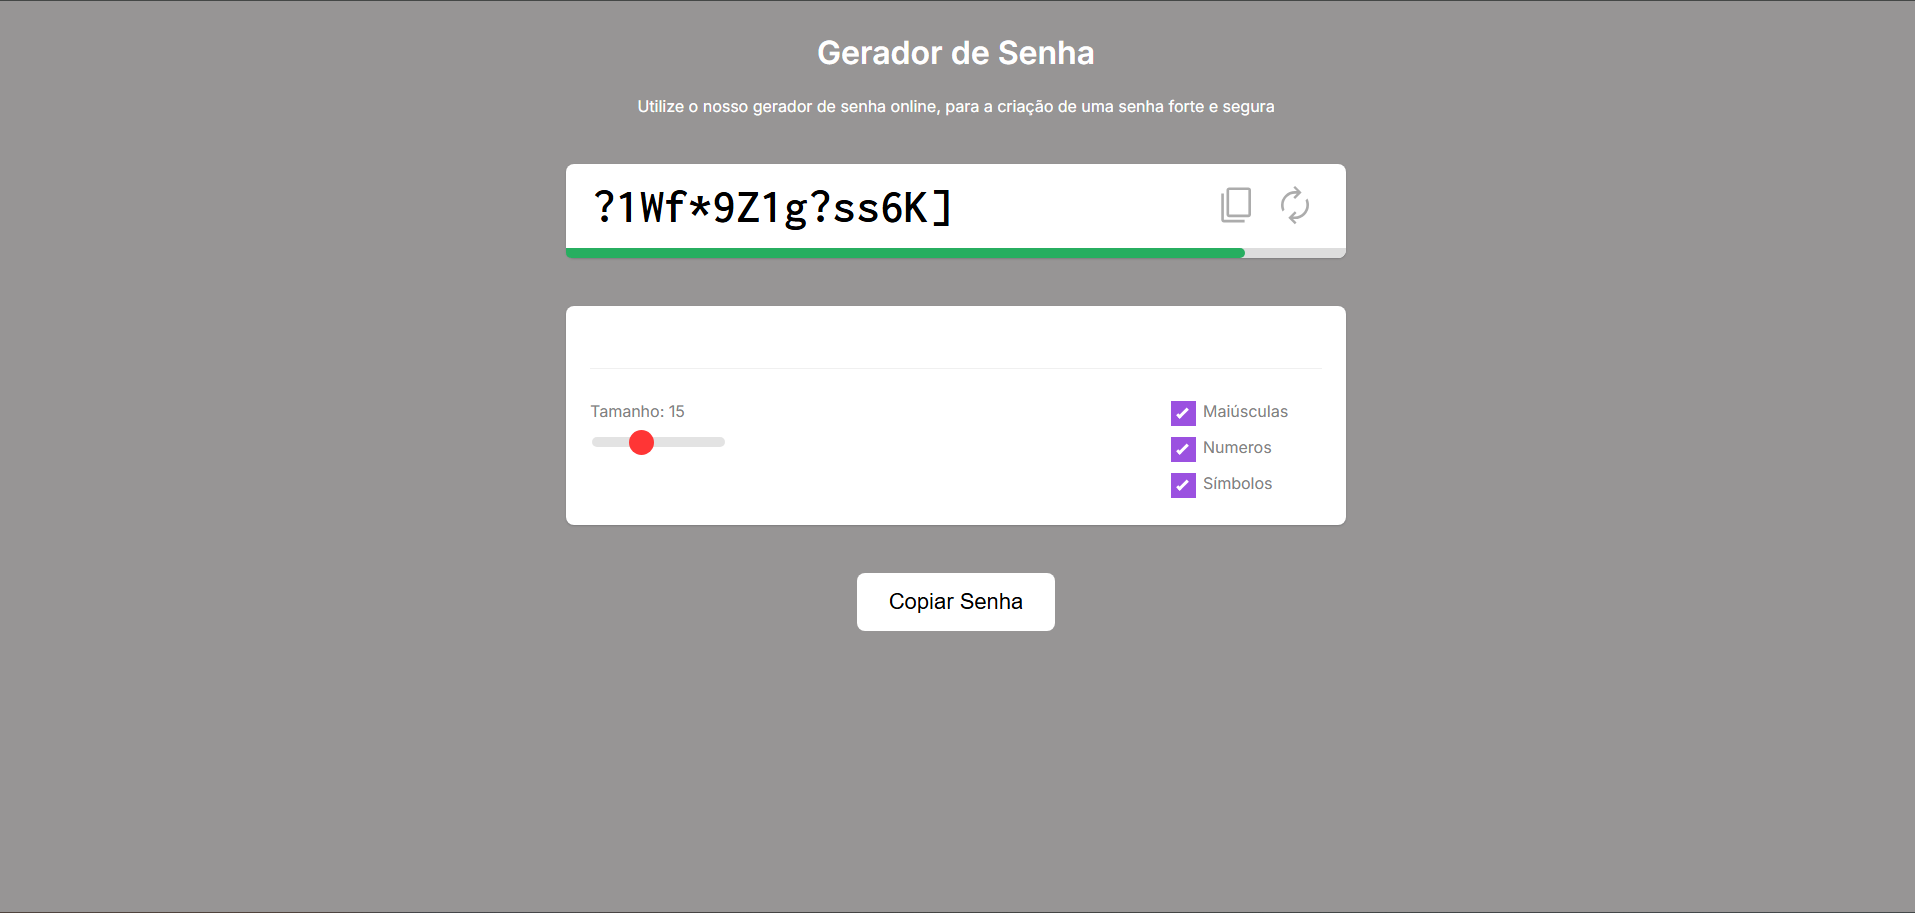 Gerador de Senha
Utilize o nosso gerador de senha online, para a criação de uma senha forte e segura
?1Wf*9Z1g?ss6K]
Tamanho: 15
Maiúsculas
Numeros
Símbolos
Copiar Senha